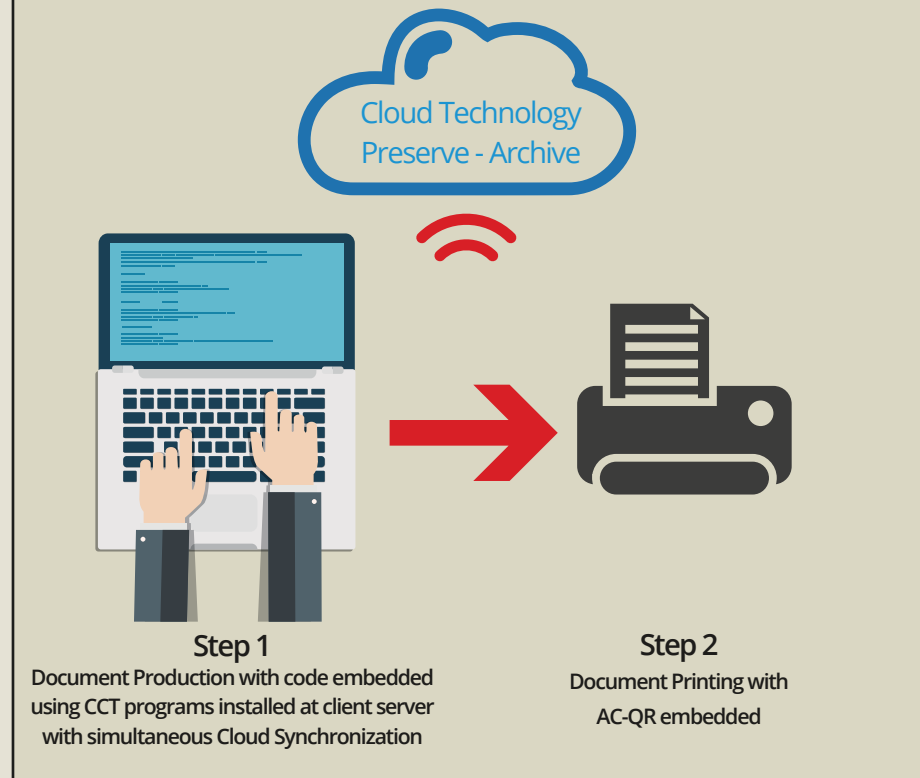 Cloud Technology
Preserve - Archive
Step 1
Document Production with code embedded
using CCT programs installed at client server
with simultaneous Cloud Synchronization
Step 2
Document Printing with
AC-QR embedded